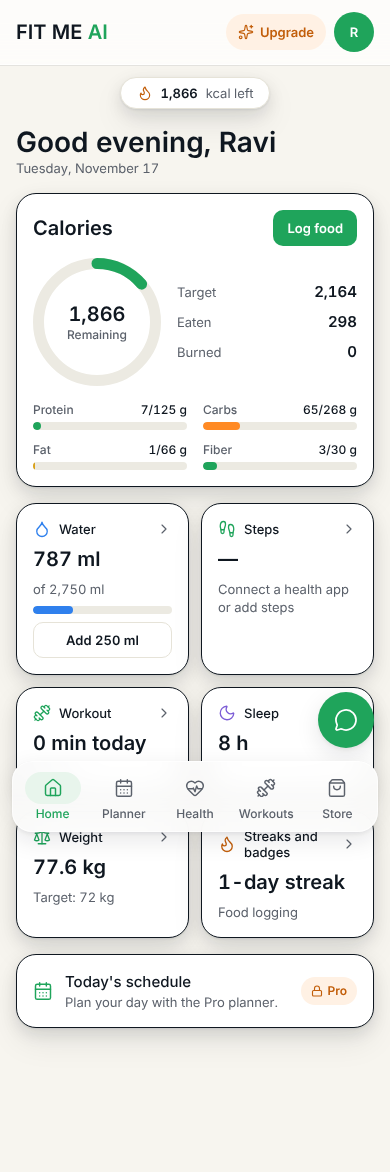 FIT ME AI
Upgrade
R
1,866 kcal left
Good evening, Ravi
Tuesday, November 17
Calories
Log food
1,866
Remaining
Target 2,164
Eaten 298
Burned 0
Protein 7/125 g
Carbs 65/268 g
Fat 1/66 g
Fiber 3/30 g
Water
787 ml
of 2,750 ml
Add 250 ml
Steps
—
Connect a health app
or add steps
Workout
0 min today
Sleep
8 h
Home
Planner
Health
Workouts
Store
Weight
77.6 kg
Target: 72 kg
Streaks and
badges
1-day streak
Food logging
Today's schedule
Plan your day with the Pro planner.
Pro